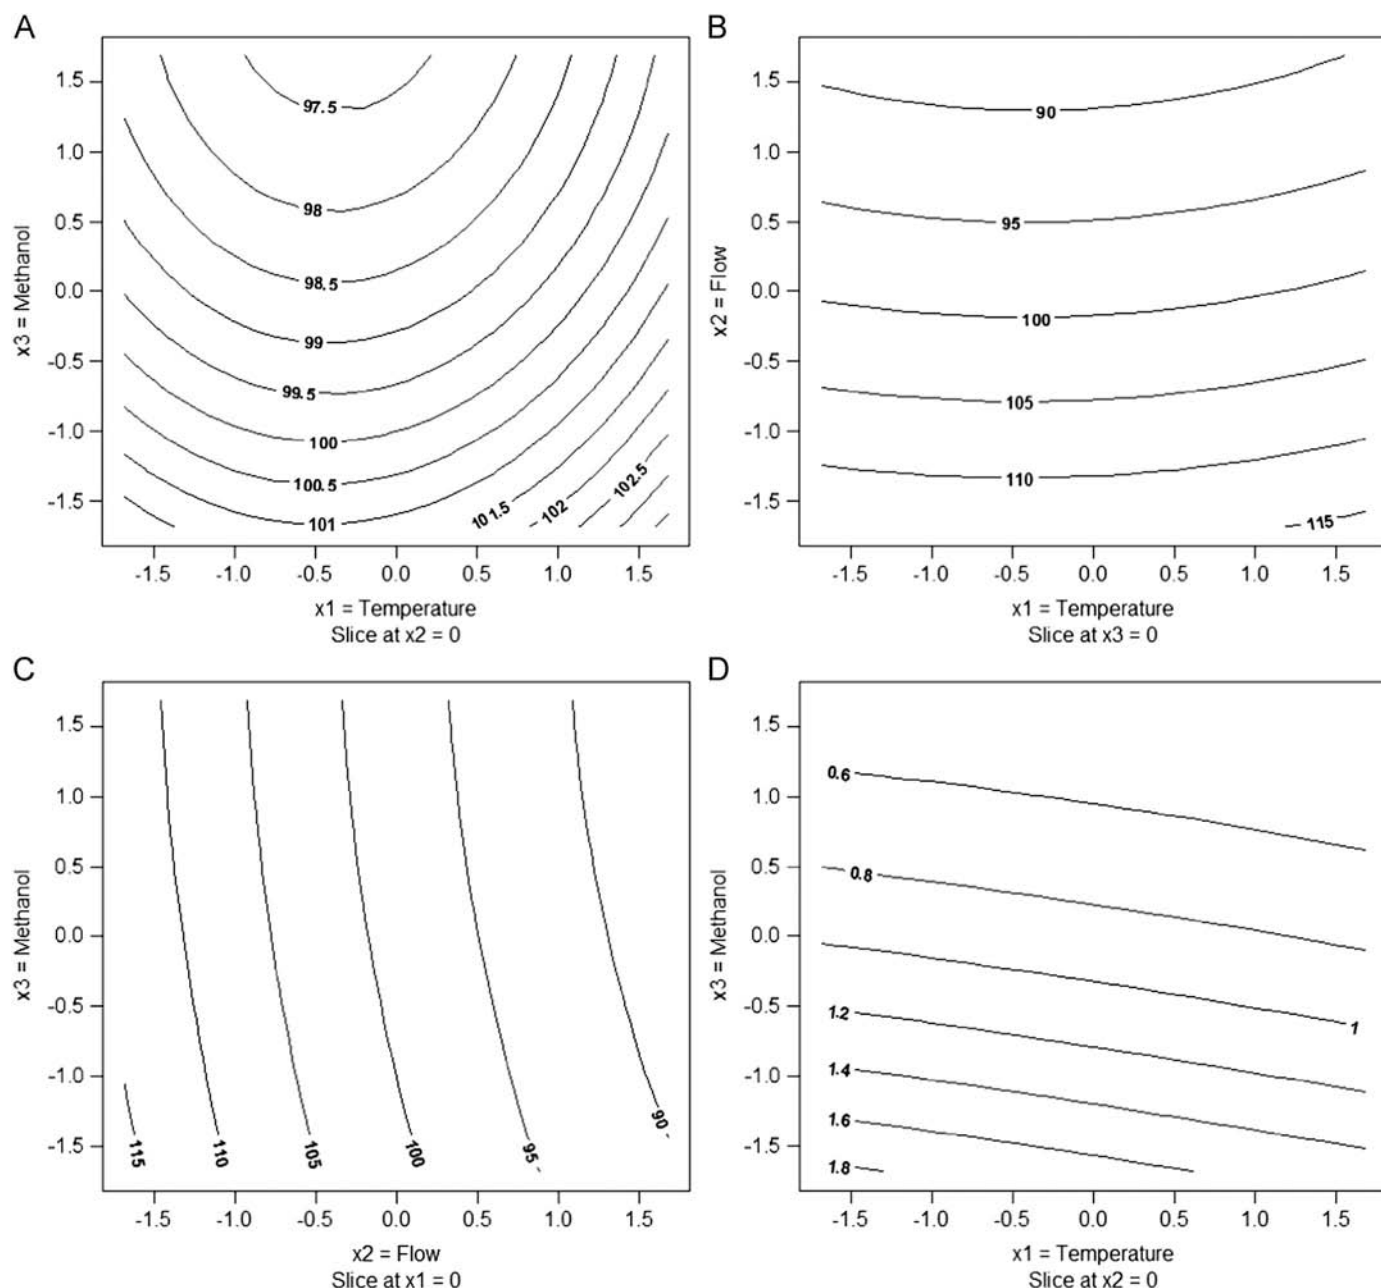 A
1.5
1.0
0.5
0.0
-0.5
-1.0
-1.5
x3 = Methanol
97.5
98
98.5
99
99.5
100
100.5
101
101.5
102
102.5
-1.5 -1.0 -0.5 0.0 0.5 1.0 1.5
x1 = Temperature
Slice at x2 = 0
B
1.5
1.0
0.5
0.0
-0.5
-1.0
-1.5
x2 = Flow
90
95
100
105
110
115
-1.5 -1.0 -0.5 0.0 0.5 1.0 1.5
x1 = Temperature
Slice at x3 = 0
C
1.5
1.0
0.5
0.0
-0.5
-1.0
-1.5
x3 = Methanol
115
110
105
100
95
90
-1.5 -1.0 -0.5 0.0 0.5 1.0 1.5
x2 = Flow
Slice at x1 = 0
D
1.5
1.0
0.5
0.0
-0.5
-1.0
-1.5
x3 = Methanol
0.6
0.8
1
1.2
1.4
1.6
1.8
-1.5 -1.0 -0.5 0.0 0.5 1.0 1.5
x1 = Temperature
Slice at x2 = 0